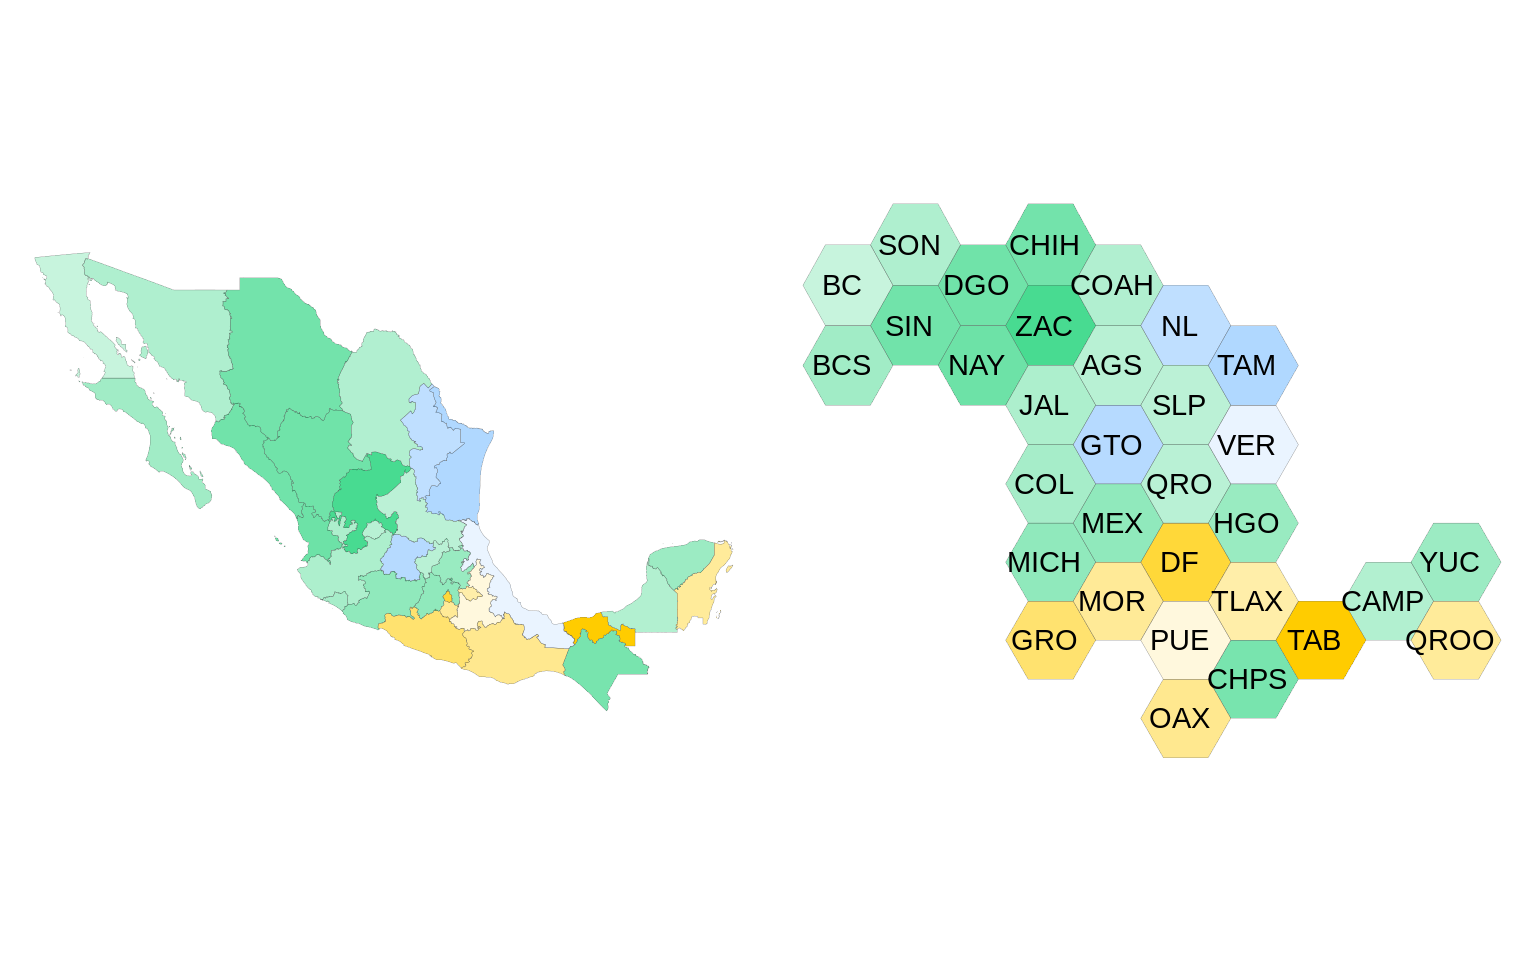 SON
CHIH
BC
DGO
COAH
SIN
ZAC
NL
BCS
NAY
AGS
TAM
JAL
SLP
GTO
VER
COL
QRO
MEX
HGO
MICH
DF
YUC
MOR
TLAX
CAMP
GRO
PUE
TAB
QROO
CHPS
OAX